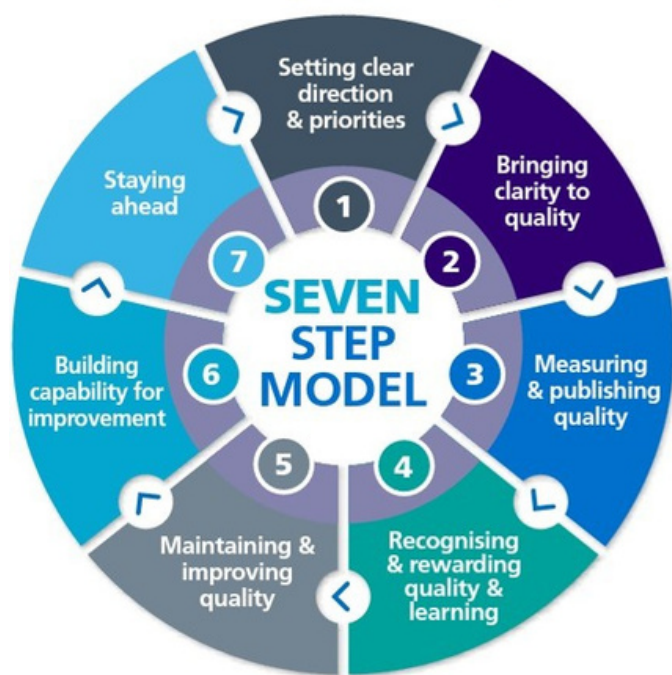 Setting clear
direction
& priorities
1
Bringing
clarity to
quality
2
Measuring
& publishing
quality
3
Recognising
& rewarding
quality &
learning
4
Maintaining &
improving
quality
5
Building
capability for
improvement
6
Staying
ahead
7
SEVEN
STEP
MODEL